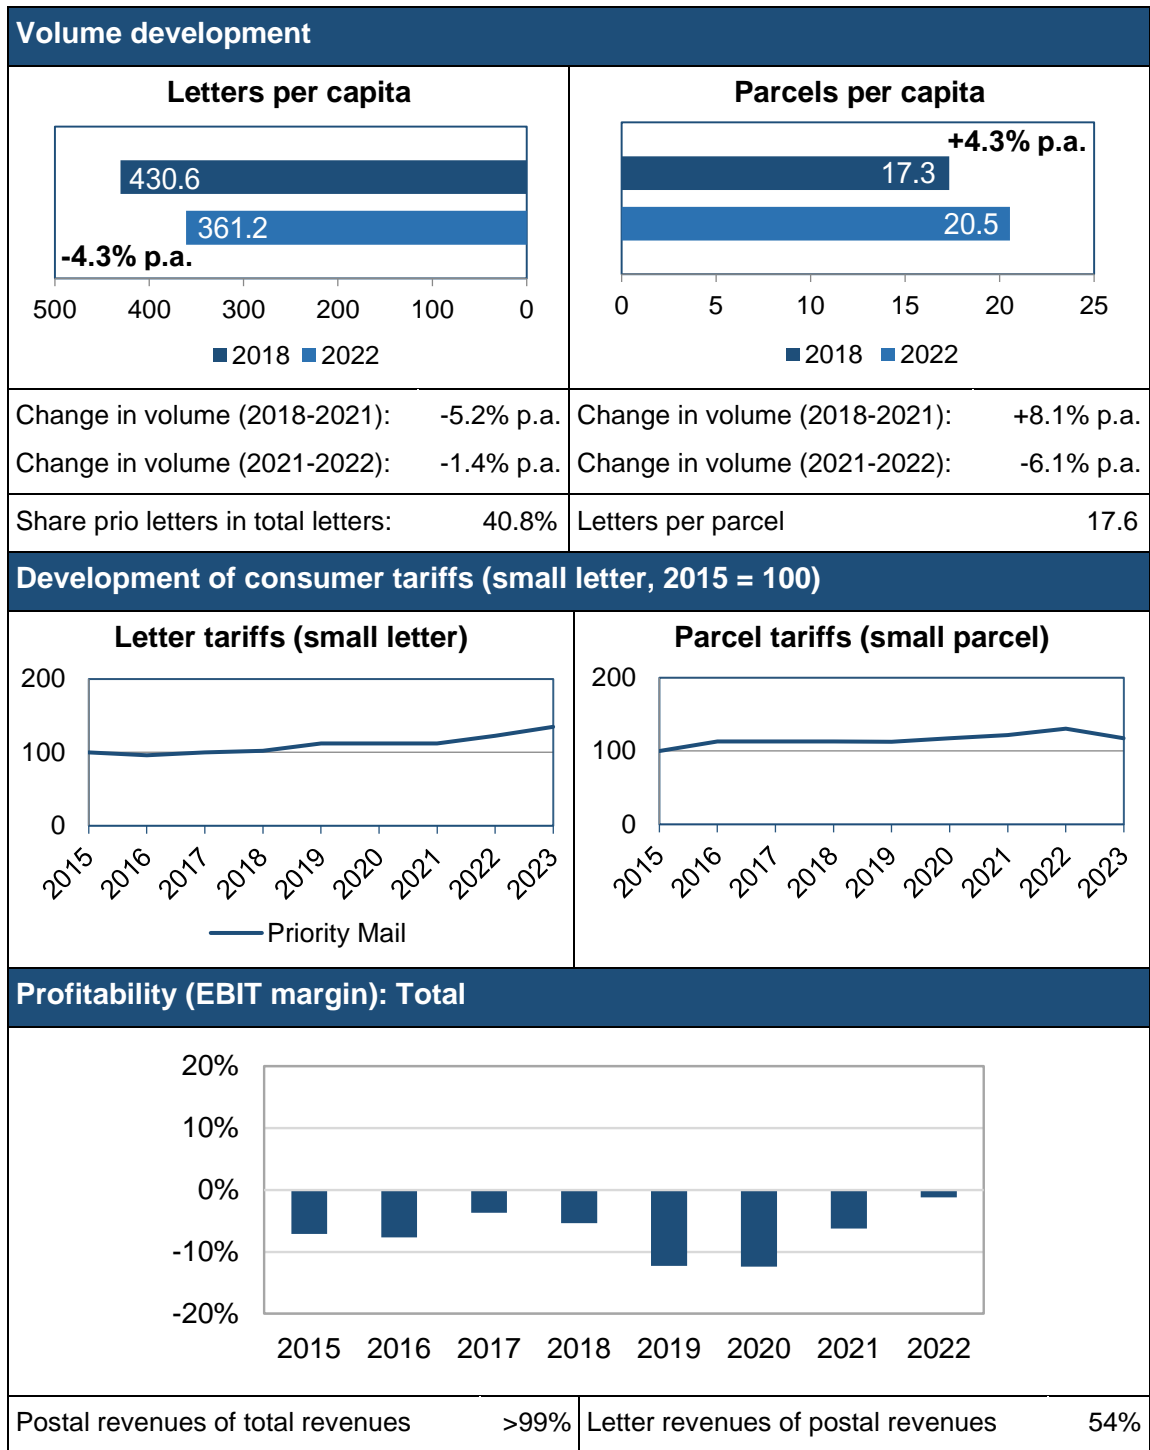 Volume development
Letters per capita
430.6
361.2
-4.3% p.a.
500 400 300 200 100 0
2018 2022
Parcels per capita
+4.3% p.a.
17.3
20.5
0 5 10 15 20 25
2018 2022
Change in volume (2018-2021): -5.2% p.a.
Change in volume (2021-2022): -1.4% p.a.
Change in volume (2018-2021): +8.1% p.a.
Change in volume (2021-2022): -6.1% p.a.
Share prio letters in total letters: 40.8%
Letters per parcel 17.6
Development of consumer tariffs (small letter, 2015 = 100)
Letter tariffs (small letter)
200
100
0
2015 2016 2017 2018 2019 2020 2021 2022 2023
Priority Mail
Parcel tariffs (small parcel)
200
100
0
2015 2016 2017 2018 2019 2020 2021 2022 2023
Profitability (EBIT margin): Total
20%
10%
0%
-10%
-20%
2015 2016 2017 2018 2019 2020 2021 2022
Postal revenues of total revenues >99%
Letter revenues of postal revenues 54%